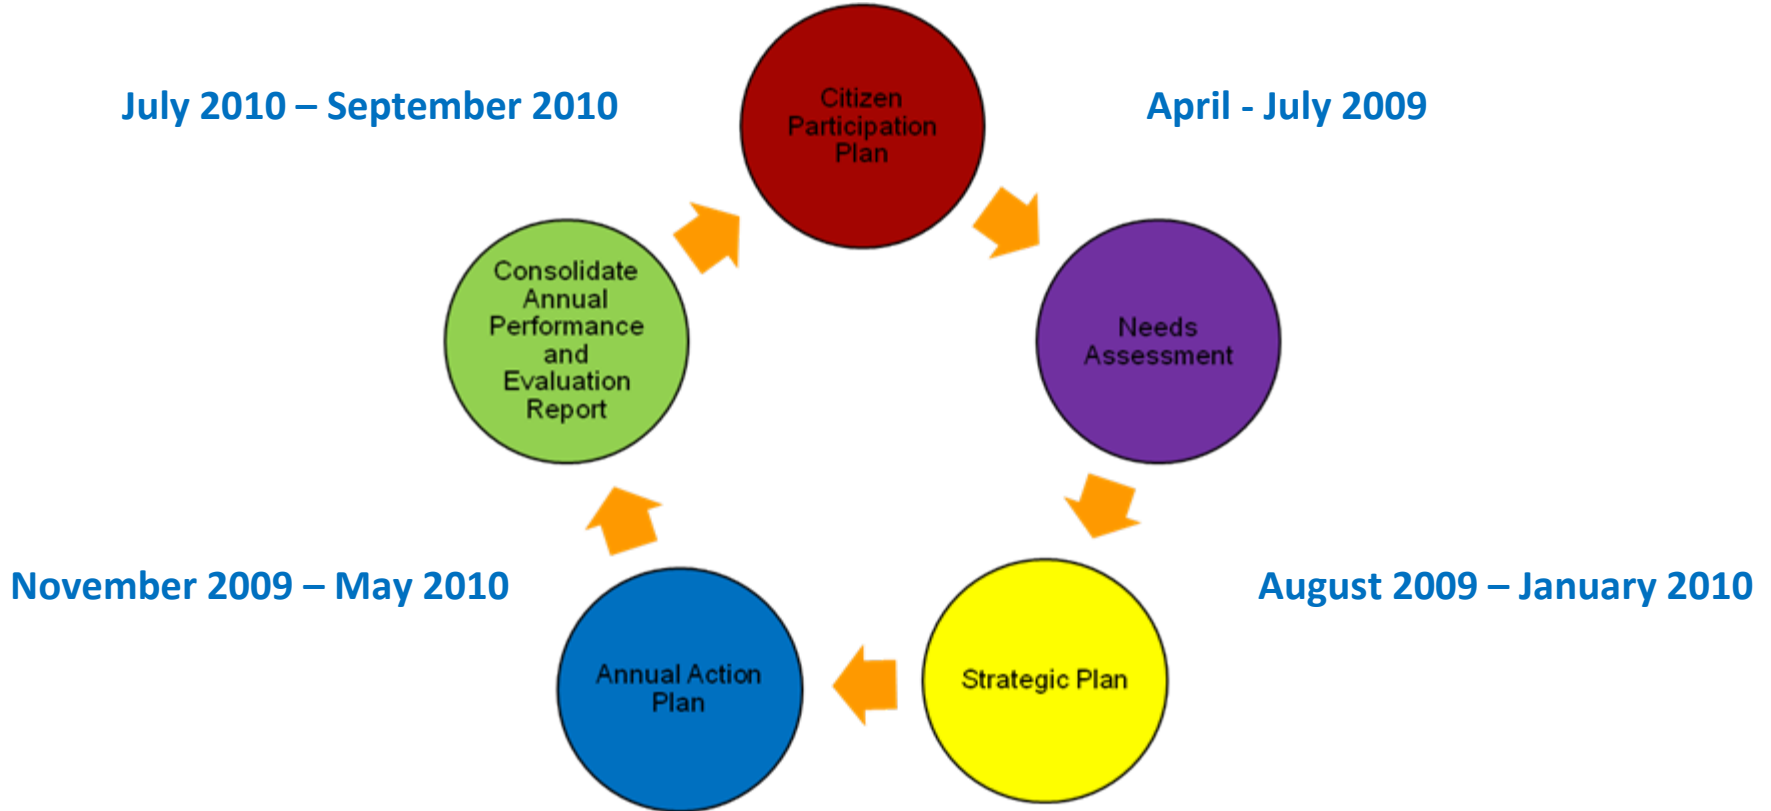 July 2010 – September 2010
Citizen
Participation
Plan
April - July 2009
Consolidate
Annual
Performance
and
Evaluation
Report
Needs
Assessment
November 2009 – May 2010
August 2009 – January 2010
Annual Action
Plan
Strategic Plan